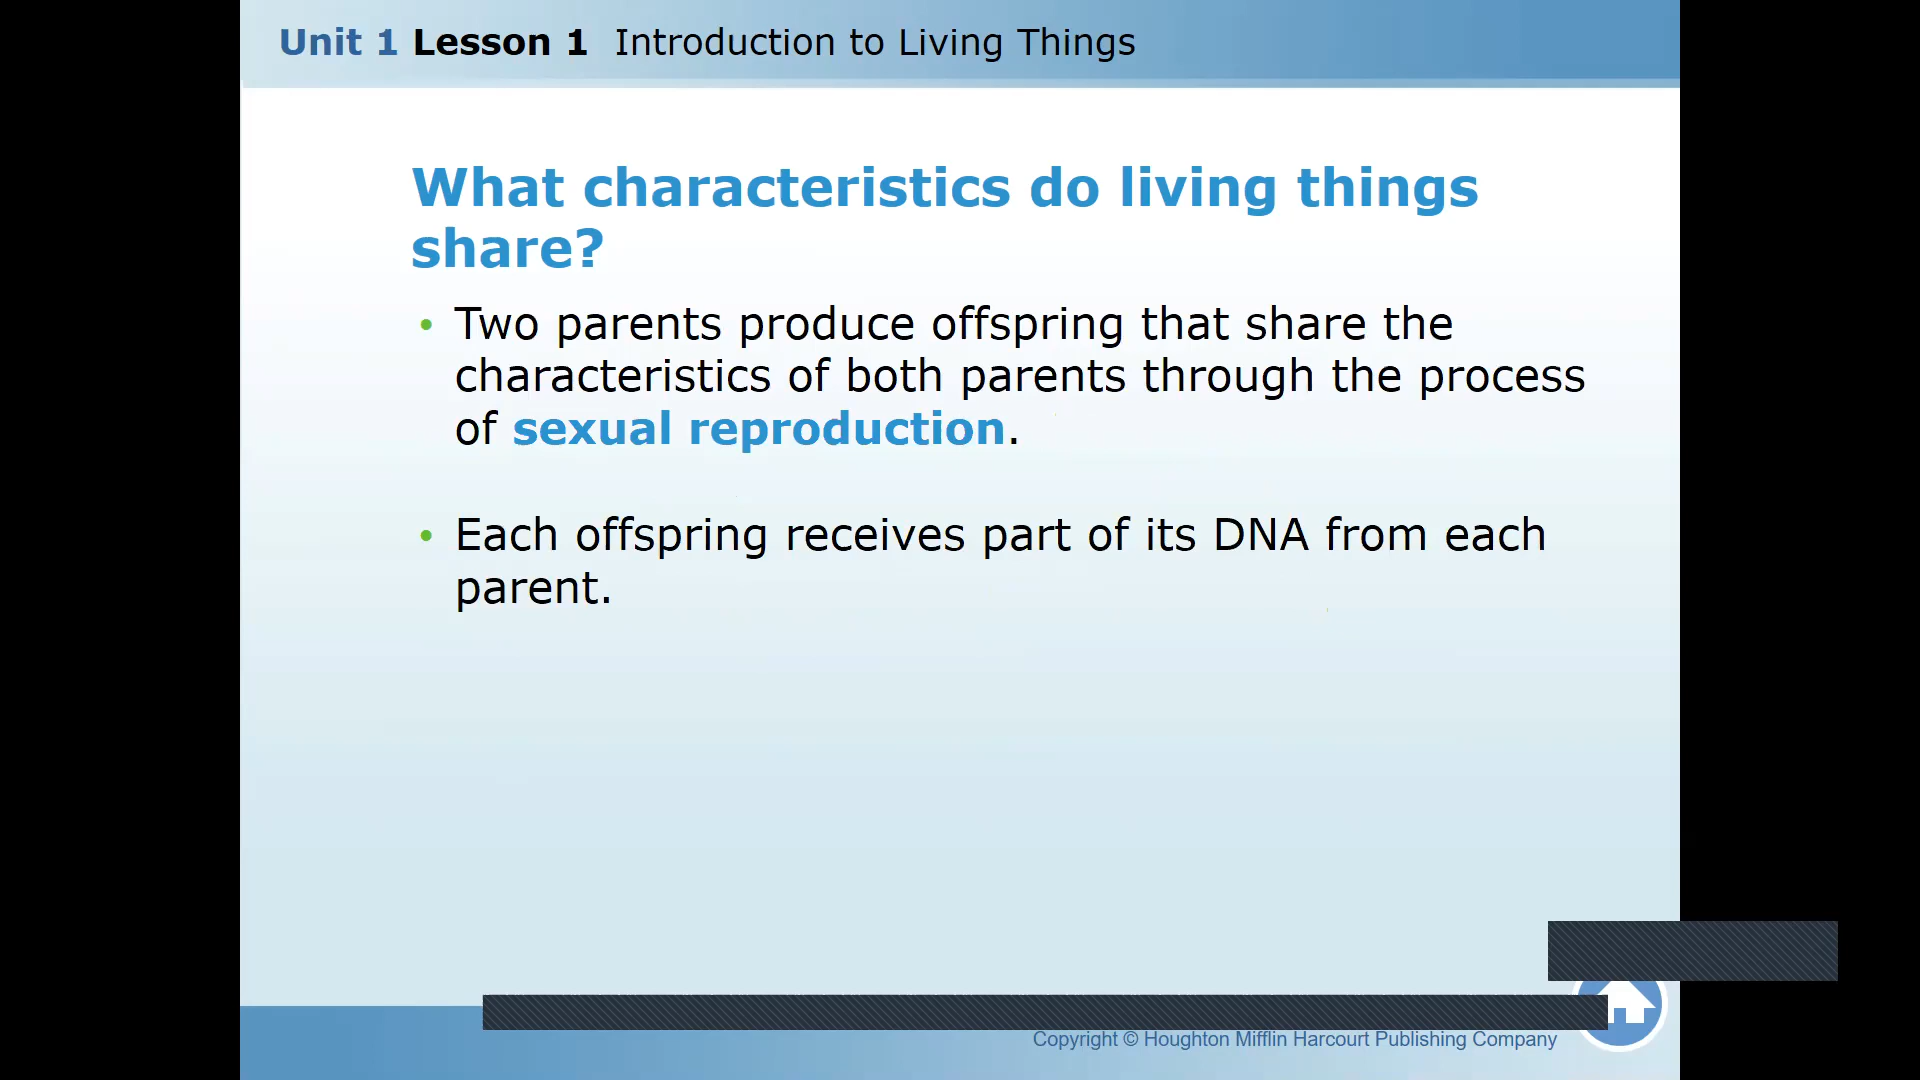 Unit 1 Lesson 1 Introduction to Living Things
What characteristics do living things
share?
• Two parents produce offspring that share the
characteristics of both parents through the process
of sexual reproduction.
• Each offspring receives part of its DNA from each
parent.
Copyright © Houghton Mifflin Harcourt Publishing Company